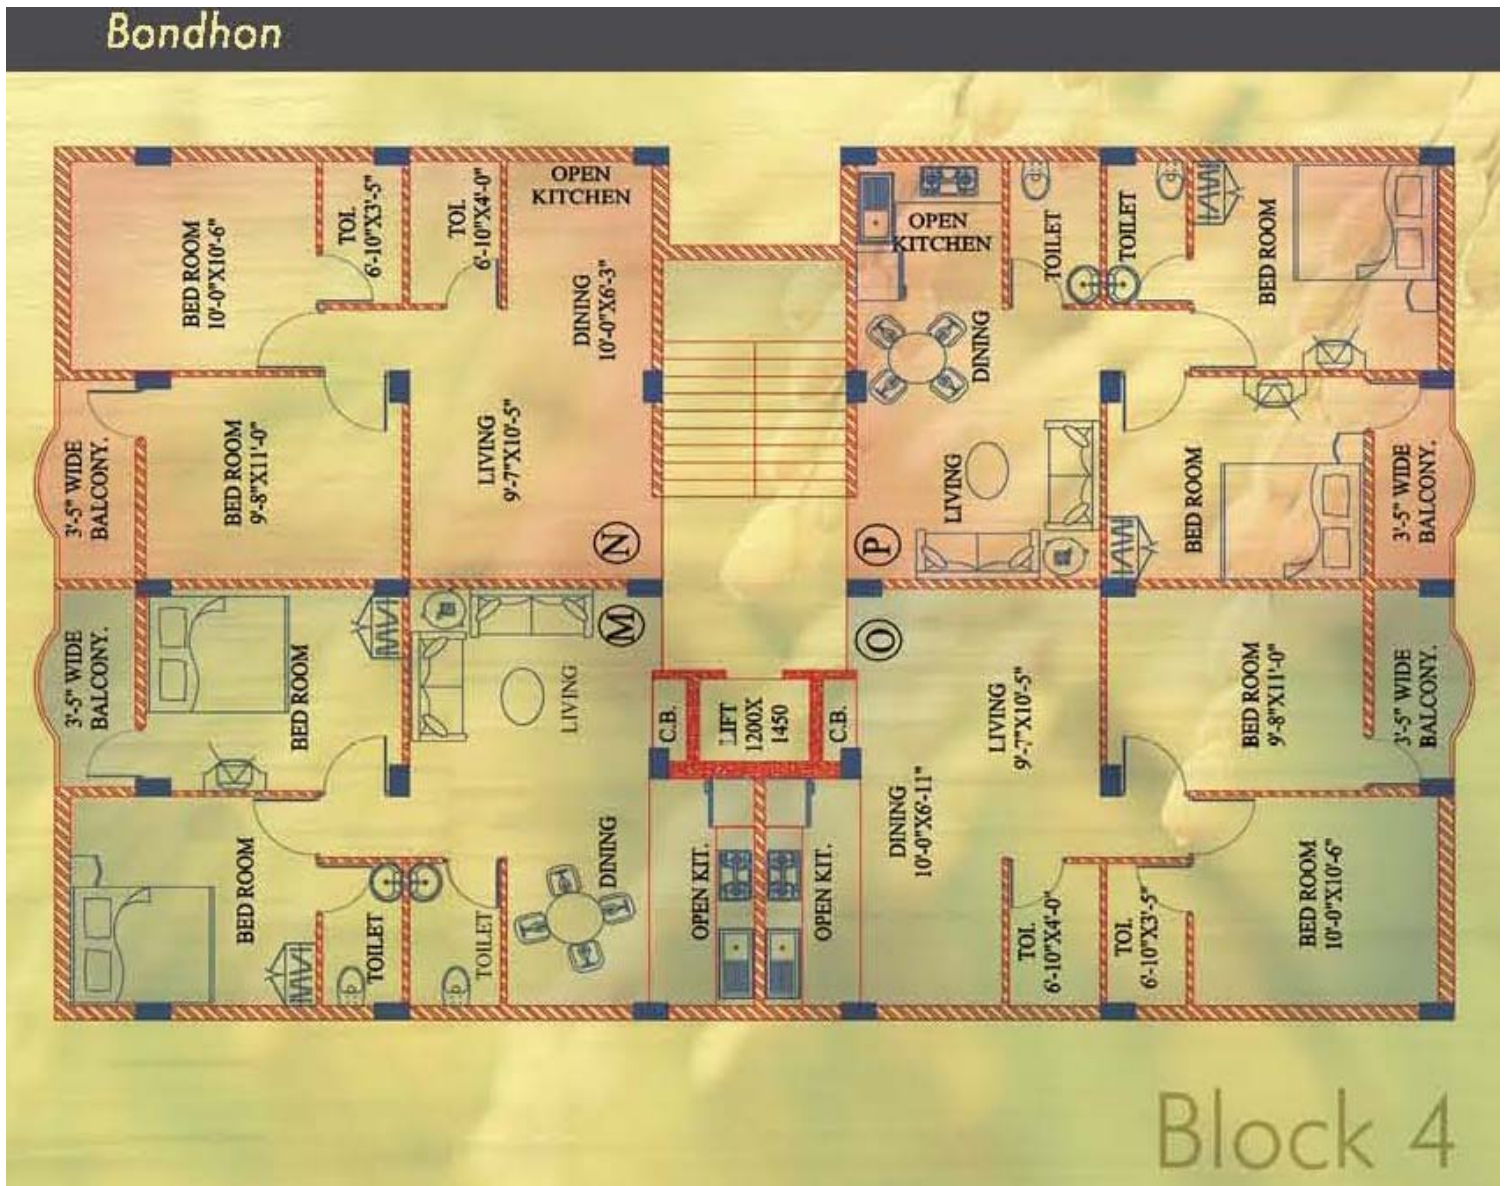 Bondhon
BED ROOM
10'-0"X10'-6"
TOI.
6'-10"X3'-5"
TOI.
6'-10"X4'-0"
OPEN
KITCHEN
DINING
10'-0"X6'-3"
LIVING
9'-7"X10'-5"
BED ROOM
9'-8"X11'-0"
3'-5" WIDE
BALCONY.
N
OPEN
KITCHEN
TOILET
TOILET
BED ROOM
DINING
LIVING
BED ROOM
3'-5" WIDE
BALCONY.
P
3'-5" WIDE
BALCONY.
BED ROOM
LIVING
M
BED ROOM
TOILET
TOILET
DINING
OPEN KIT.
C.B.
LIFT
1200X
1450
C.B.
OPEN KIT.
O
LIVING
9'-7"X10'-5"
DINING
10'-0"X6'-11"
BED ROOM
9'-8"X11'-0"
3'-5" WIDE
BALCONY.
TOI.
6'-10"X4'-0"
TOI.
6'-10"X3'-5"
BED ROOM
10'-0"X10'-6"
Block 4